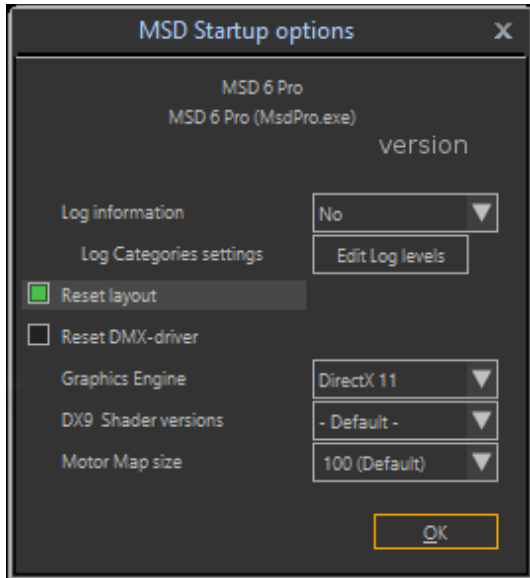 MSD Startup options X
MSD 6 Pro
MSD 6 Pro (MsdPro.exe)
version
Log information No
Log Categories settings Edit Log levels
Reset layout
Reset DMX-driver
Graphics Engine DirectX 11
DX9 Shader versions - Default -
Motor Map size 100 (Default)
OK